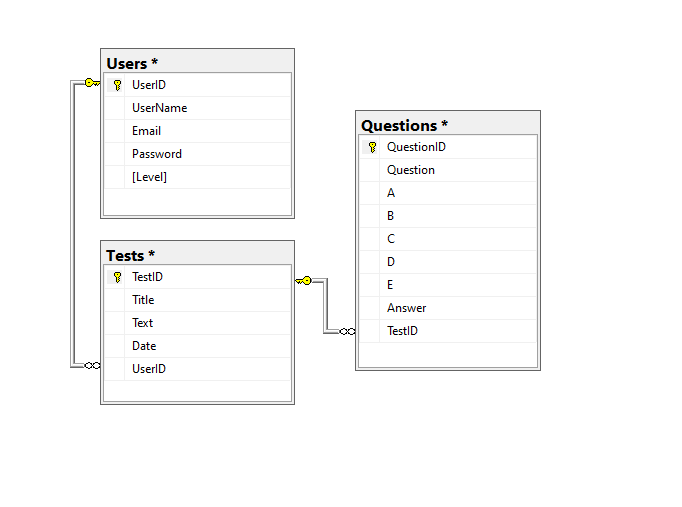 Users *
UserID
UserName
Email
Password
[Level]
Tests *
TestID
Title
Text
Date
UserID
Questions *
QuestionID
Question
A
B
C
D
E
Answer
TestID